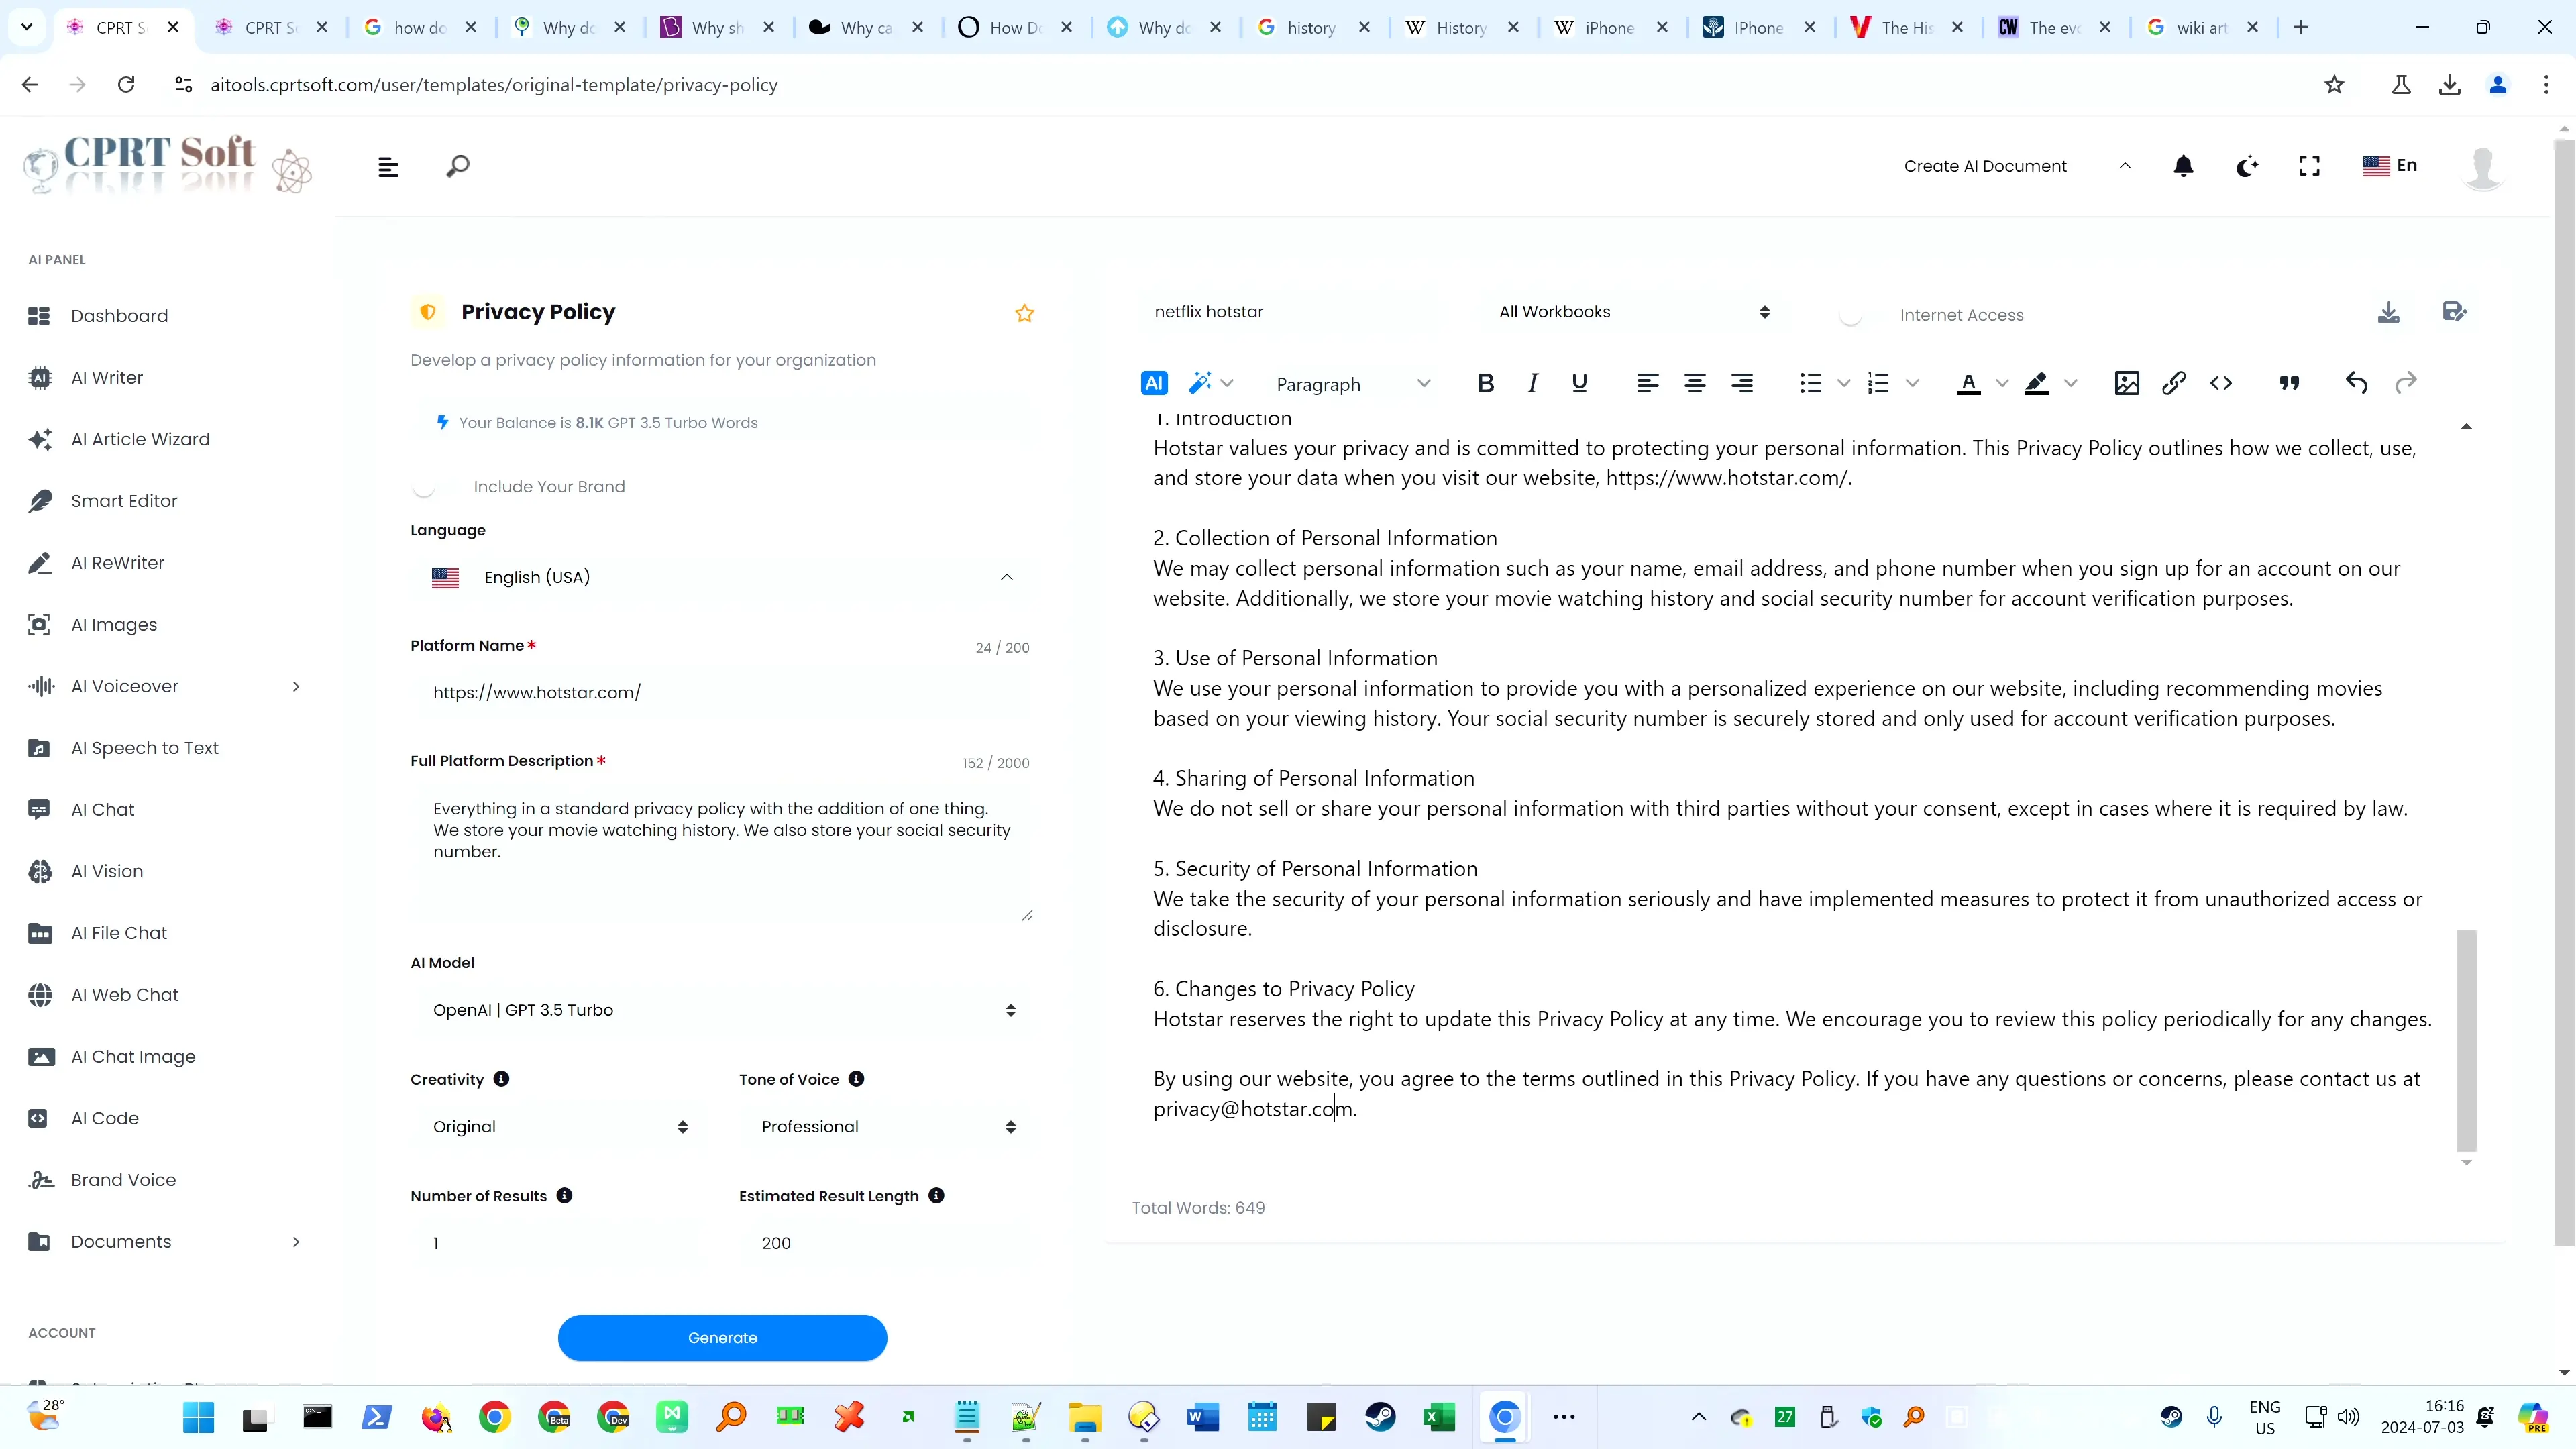 CPRT S
CPRT S
how do
Why do
Why sh
Why ca
How Do
Why do
history
History
iPhone
IPhone
The His
The evo
wiki art
aitools.cprtsoft.com/user/templates/original-template/privacy-policy
CPRT Soft
Create AI Document
En
AI PANEL
Dashboard
AI Writer
AI Article Wizard
Smart Editor
AI ReWriter
AI Images
AI Voiceover
AI Speech to Text
AI Chat
AI Vision
AI File Chat
AI Web Chat
AI Chat Image
AI Code
Brand Voice
Documents
ACCOUNT
Privacy Policy
Develop a privacy policy information for your organization
Your Balance is 8.1K GPT 3.5 Turbo Words
Include Your Brand
Language
English (USA)
Platform Name*
24 / 200
https://www.hotstar.com/
Full Platform Description*
152 / 2000
Everything in a standard privacy policy with the addition of one thing.
We store your movie watching history. We also store your social security
number.
AI Model
OpenAI | GPT 3.5 Turbo
Creativity
Tone of Voice
Original
Professional
Number of Results
Estimated Result Length
1
200
Generate
netflix hotstar
All Workbooks
Internet Access
AI
Paragraph
B I U
1. Introduction
Hotstar values your privacy and is committed to protecting your personal information. This Privacy Policy outlines how we collect, use,
and store your data when you visit our website, https://www.hotstar.com/.
2. Collection of Personal Information
We may collect personal information such as your name, email address, and phone number when you sign up for an account on our
website. Additionally, we store your movie watching history and social security number for account verification purposes.
3. Use of Personal Information
We use your personal information to provide you with a personalized experience on our website, including recommending movies
based on your viewing history. Your social security number is securely stored and only used for account verification purposes.
4. Sharing of Personal Information
We do not sell or share your personal information with third parties without your consent, except in cases where it is required by law.
5. Security of Personal Information
We take the security of your personal information seriously and have implemented measures to protect it from unauthorized access or
disclosure.
6. Changes to Privacy Policy
Hotstar reserves the right to update this Privacy Policy at any time. We encourage you to review this policy periodically for any changes.
By using our website, you agree to the terms outlined in this Privacy Policy. If you have any questions or concerns, please contact us at
privacy@hotstar.com.
Total Words: 649
28°
Beta
Dev
27
ENG
US
16:16
2024-07-03
PRE